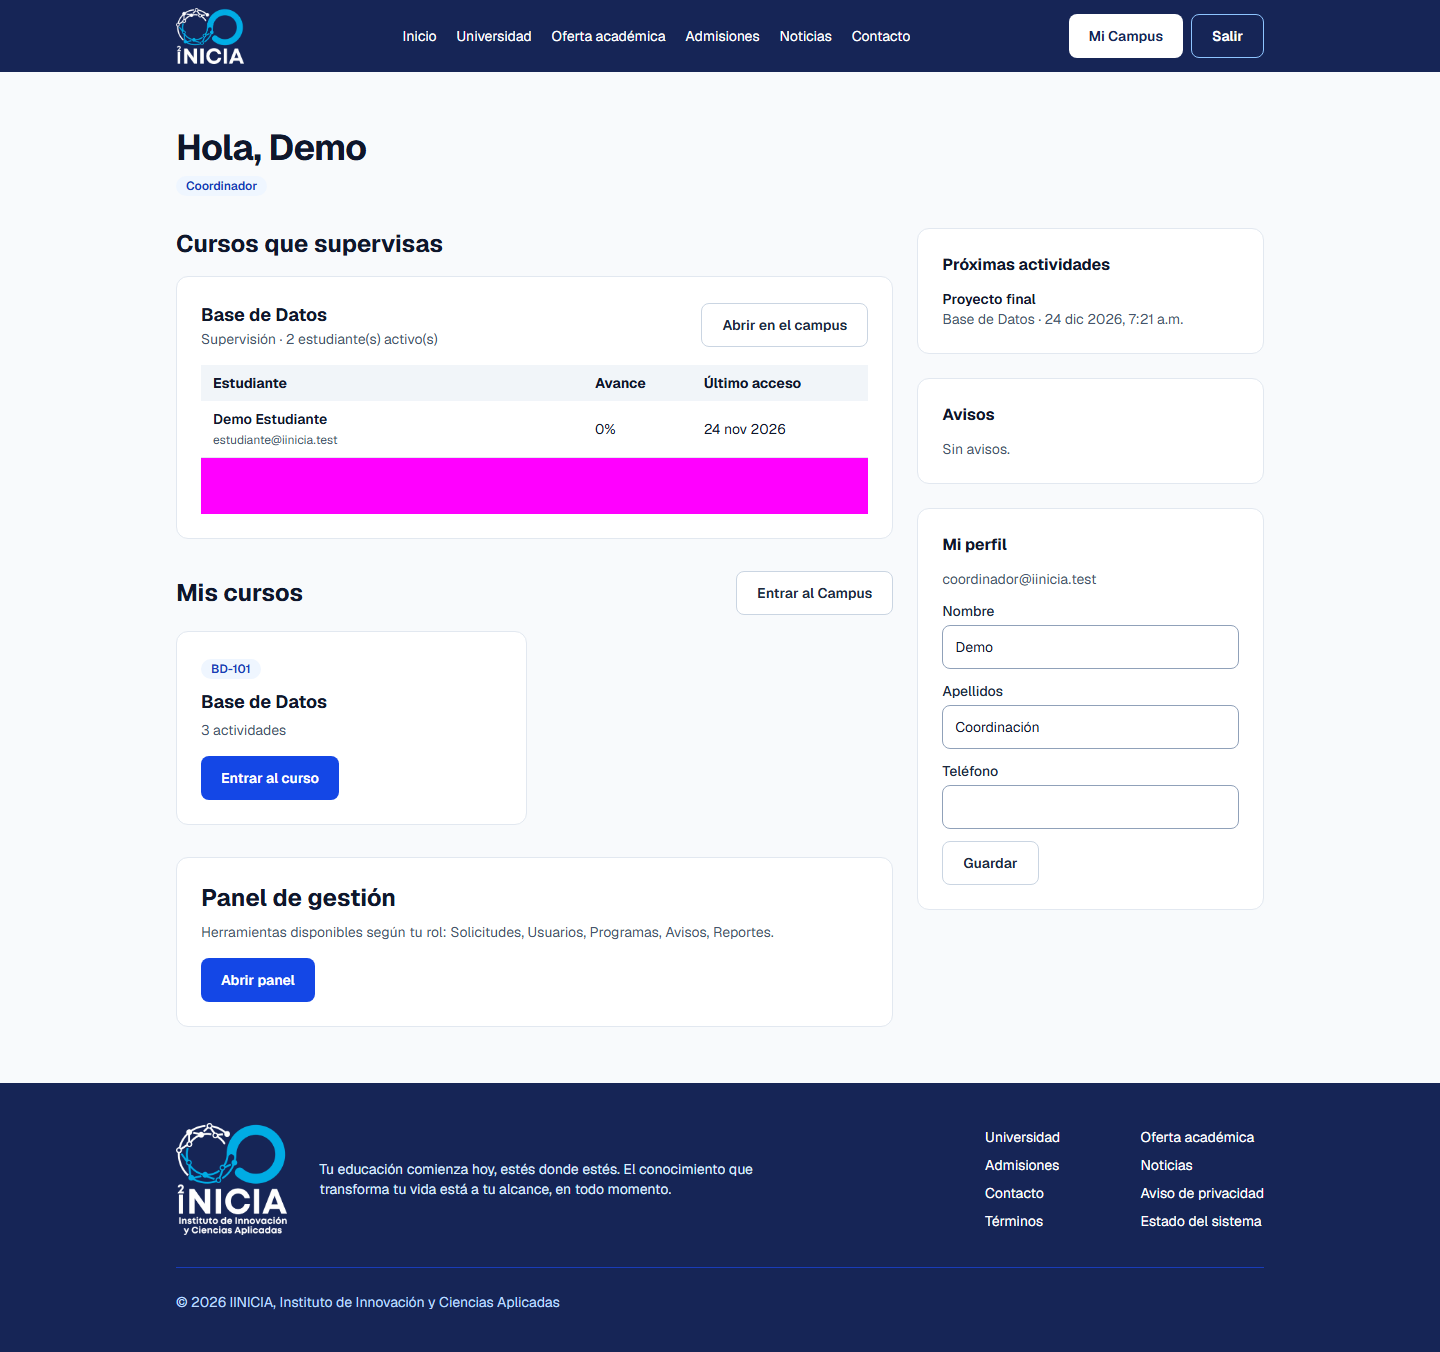 2
iNICIA
Inicio
Universidad
Oferta académica
Admisiones
Noticias
Contacto
Mi Campus
Salir
Hola, Demo
Coordinador
Cursos que supervisas
Base de Datos
Supervisión · 2 estudiante(s) activo(s)
Abrir en el campus
Estudiante Avance Último acceso
Demo Estudiante
estudiante@iinicia.test
0%
24 nov 2026
Mis cursos
Entrar al Campus
BD-101
Base de Datos
3 actividades
Entrar al curso
Panel de gestión
Herramientas disponibles según tu rol: Solicitudes, Usuarios, Programas, Avisos, Reportes.
Abrir panel
Próximas actividades
Proyecto final
Base de Datos · 24 dic 2026, 7:21 a.m.
Avisos
Sin avisos.
Mi perfil
coordinador@iinicia.test
Nombre
Demo
Apellidos
Coordinación
Teléfono
Guardar
2
iNICIA
Instituto de Innovación
y Ciencias Aplicadas
Tu educación comienza hoy, estés donde estés. El conocimiento que
transforma tu vida está a tu alcance, en todo momento.
Universidad
Admisiones
Contacto
Términos
Oferta académica
Noticias
Aviso de privacidad
Estado del sistema
© 2026 IINICIA, Instituto de Innovación y Ciencias Aplicadas